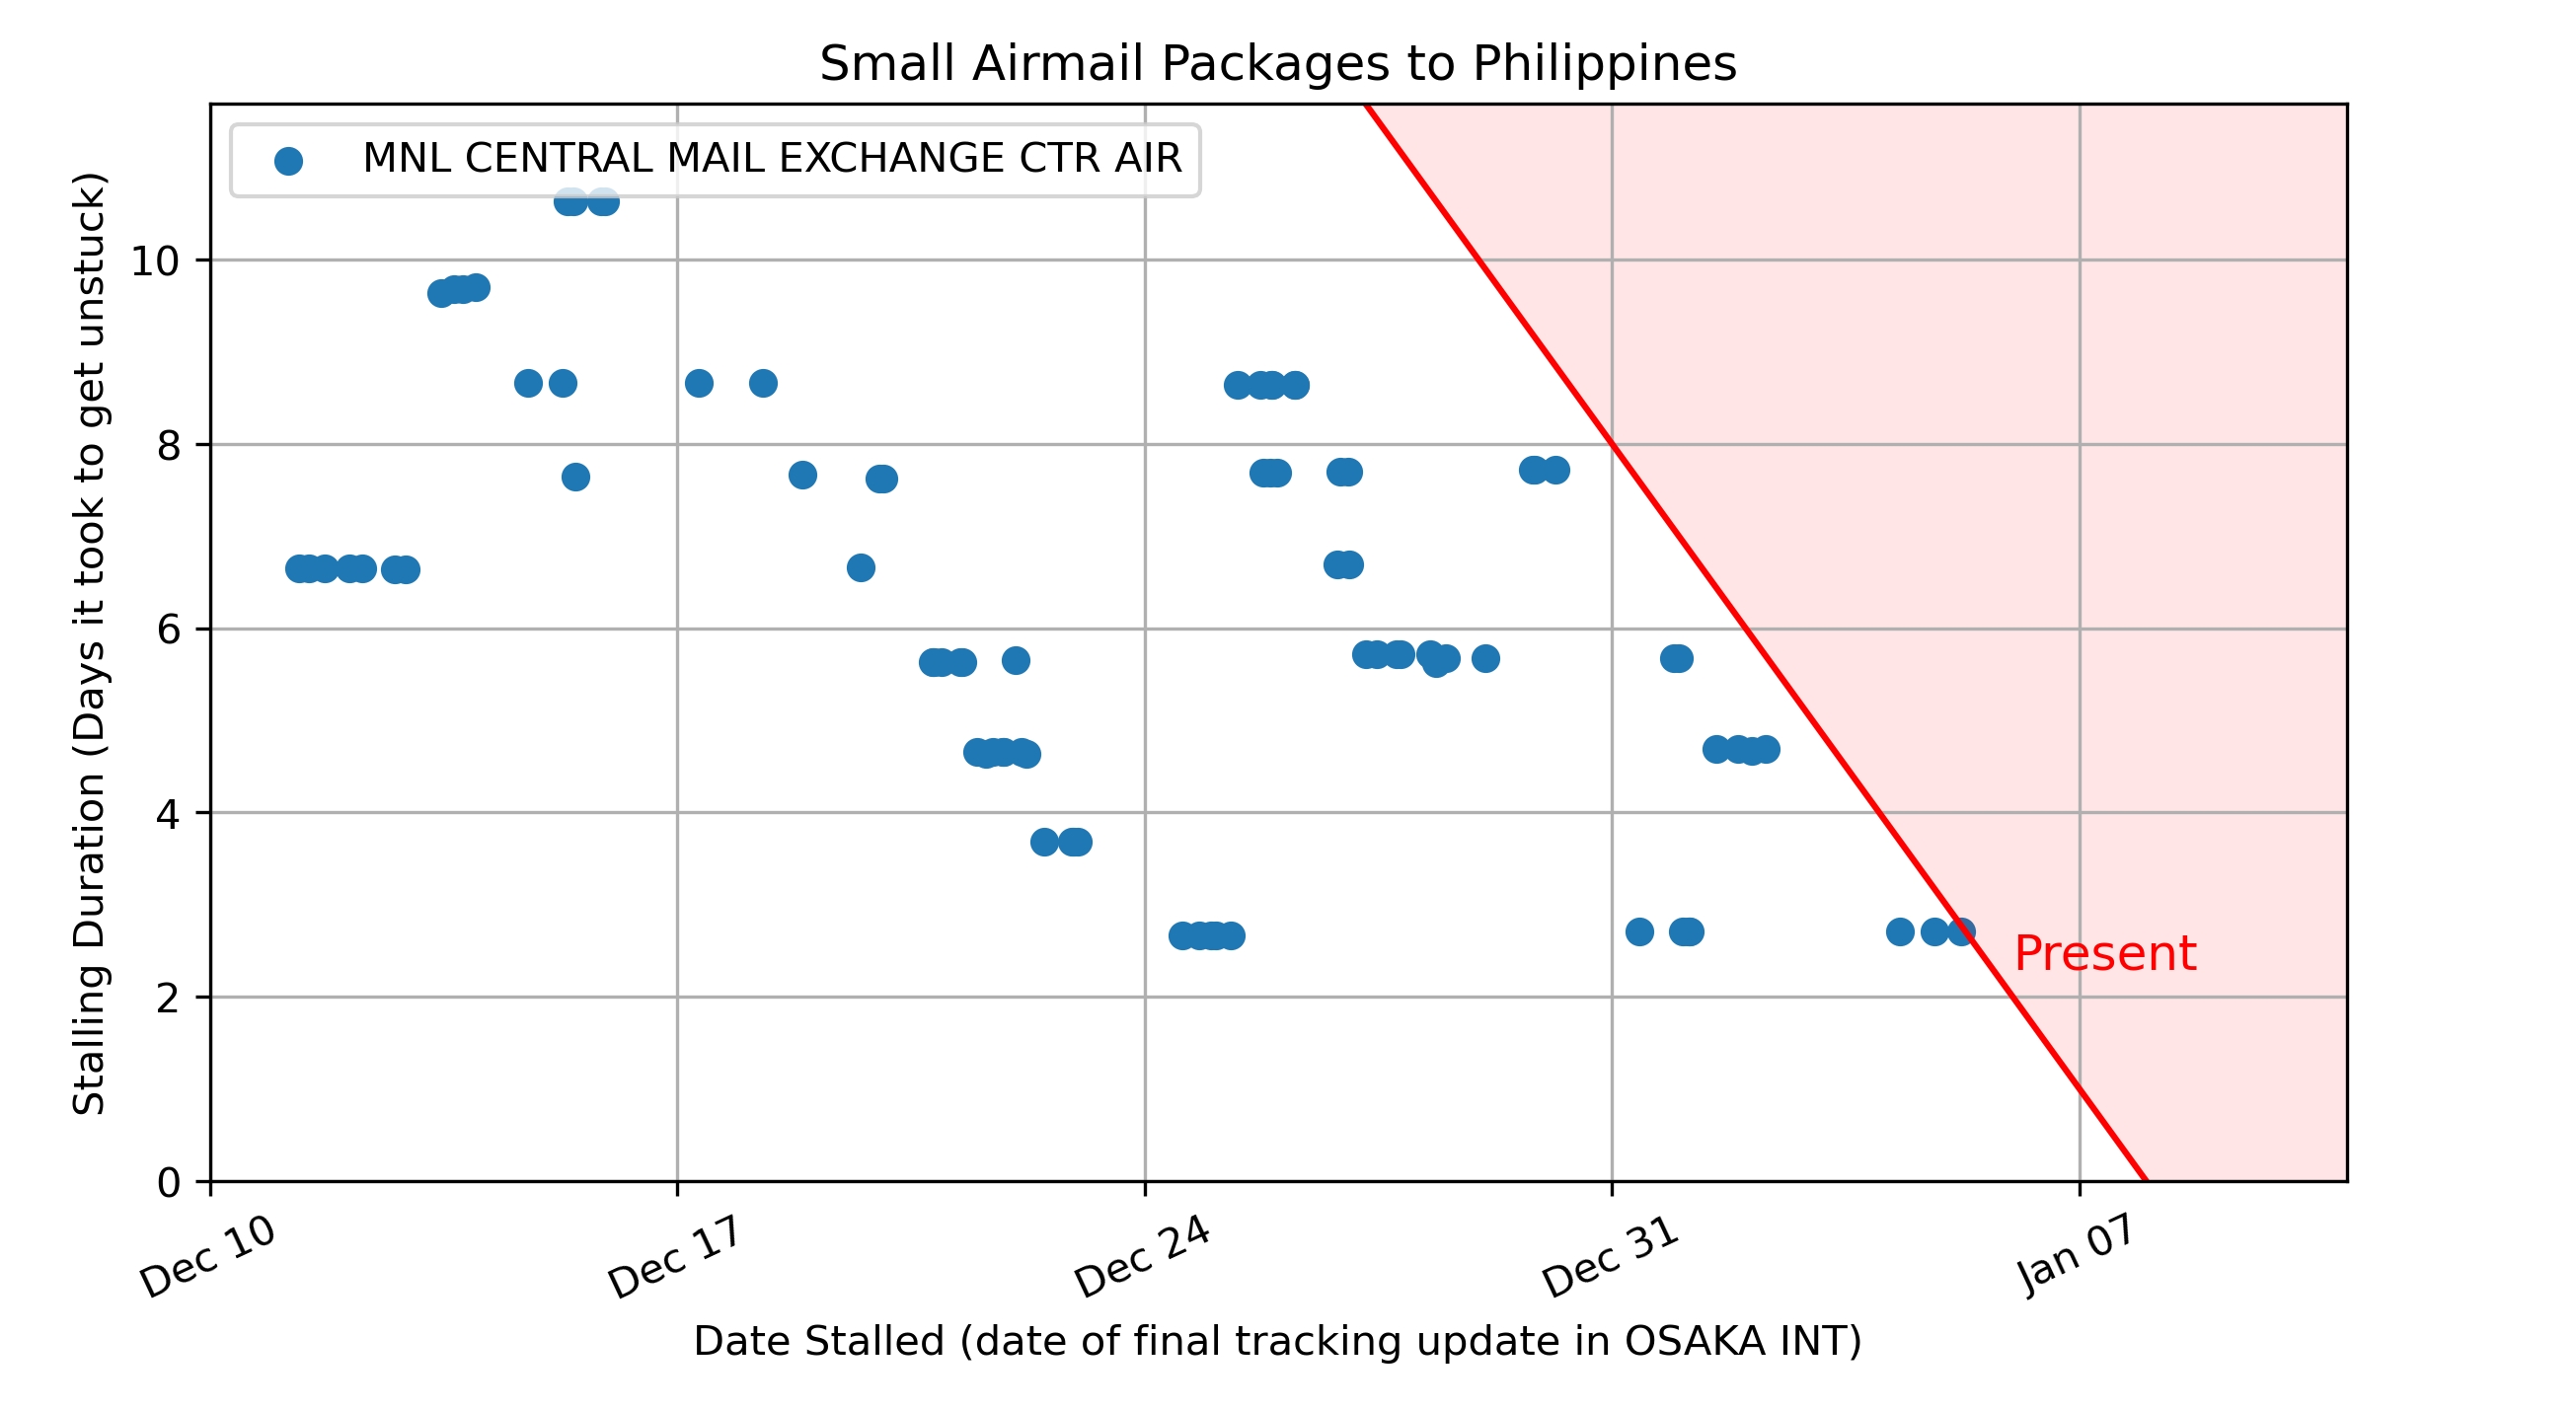 Small Airmail Packages to Philippines
MNL CENTRAL MAIL EXCHANGE CTR AIR
Stalling Duration (Days it took to get unstuck)
10
8
6
4
2
0
Present
Dec 10
Dec 17
Dec 24
Dec 31
Jan 07
Date Stalled (date of final tracking update in OSAKA INT)